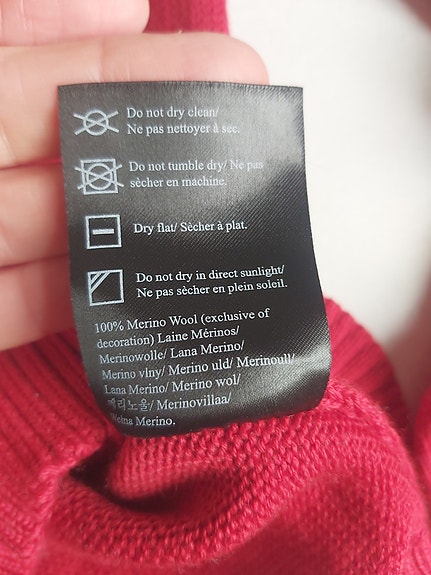 Do not dry clean/
Ne pas nettoyer à sec.
Do not tumble dry/ Ne pas
sècher en machine.
Dry flat/ Sècher à plat.
Do not dry in direct sunlight/
Ne pas sècher en plein soleil.
100% Merino Wool (exclusive of
decoration) Laine Mérinos/
Merinowolle/ Lana Merino/
Merino vlny/ Merino uld/ Merinoull/
Lana Merino/ Merino wol/
메리노울/ Merinovillaa/
Merino.